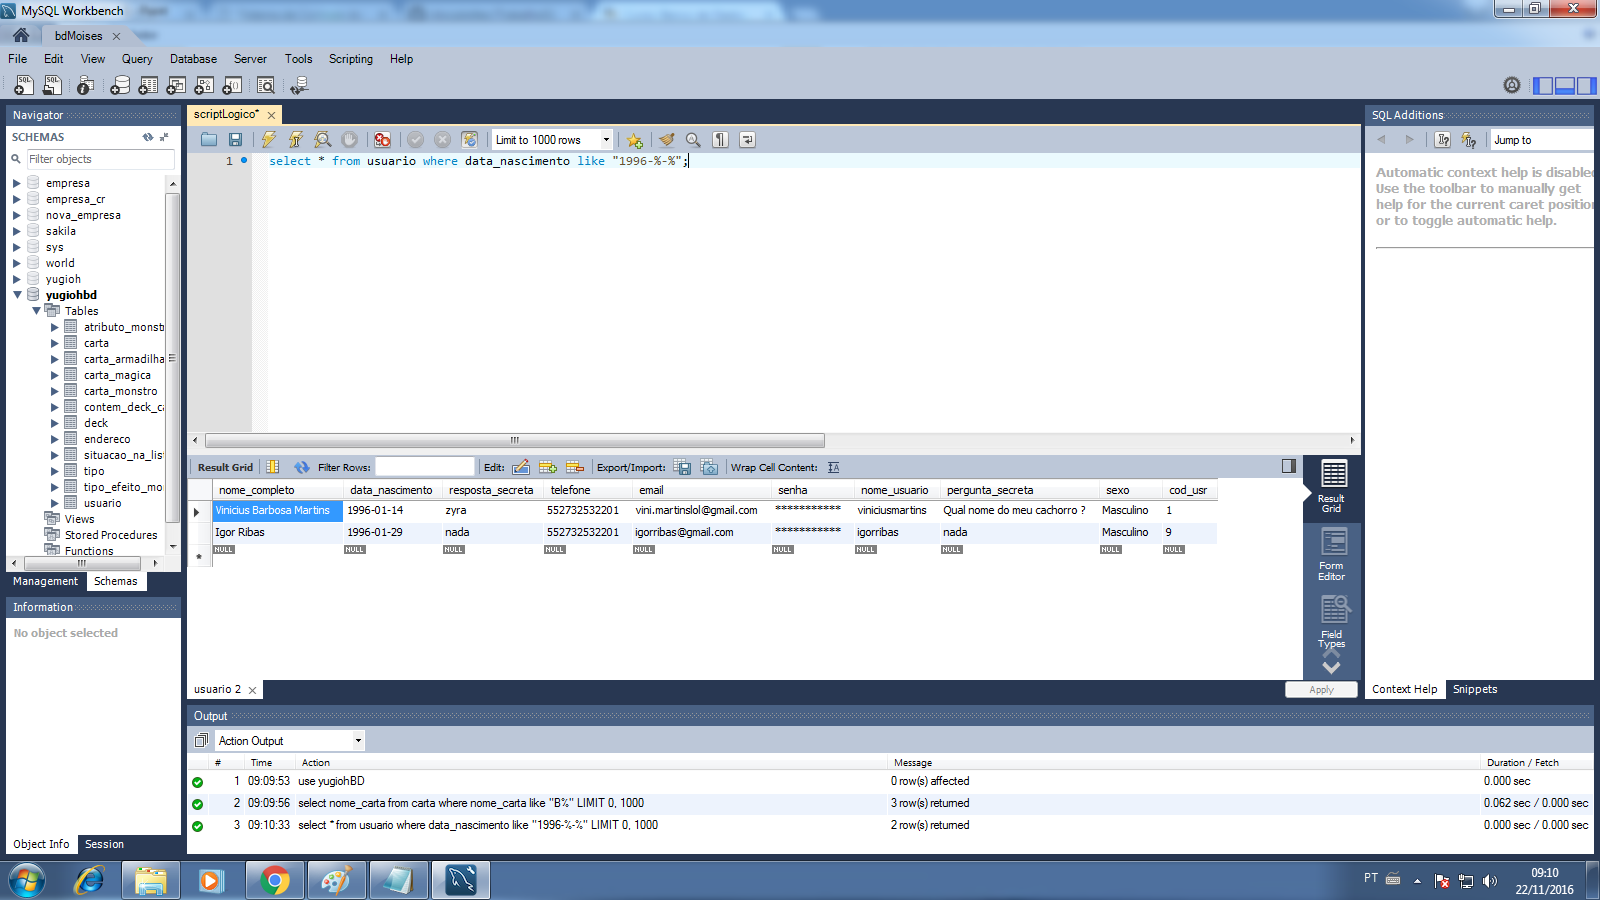 MySQL Workbench
bdMoises
File Edit View Query Database Server Tools Scripting Help
Navigator
SCHEMAS
Filter objects
empresa
empresa_cr
nova_empresa
sakila
sys
world
yugioh
yugiohbd
Tables
atributo_monst
carta
carta_armadilha
carta_magica
carta_monstro
contem_deck_ca
deck
endereco
situacao_na_lis
tipo
tipo_efeito_mo
usuario
Views
Stored Procedures
Functions
Management Schemas
Information
No object selected
Object Info Session
scriptLogico*
Limit to 1000 rows
1 select * from usuario where data_nascimento like "1996-%-%";
Result Grid Filter Rows: Edit: Export/Import: Wrap Cell Content:
nome_completo data_nascimento resposta_secreta telefone email senha nome_usuario pergunta_secreta sexo cod_usr
Vinicius Barbosa Martins 1996-01-14 zyra 552732532201 vini.martinslol@gmail.com *********** viniciusmartins Qual nome do meu cachorro ? Masculino 1
Igor Ribas 1996-01-29 nada 552732532201 igorribas@gmail.com *********** igorribas nada Masculino 9
NULL NULL NULL NULL NULL NULL NULL NULL NULL NULL
Result
Grid
Form
Editor
Field
Types
usuario 2
Apply
SQL Additions
Jump to
Automatic context help is disabled
Use the toolbar to manually get
help for the current caret position
or to toggle automatic help.
Context Help Snippets
Output
Action Output
# Time Action Message Duration / Fetch
1 09:09:53 use yugiohBD 0 row(s) affected 0.000 sec
2 09:09:56 select nome_carta from carta where nome_carta like "B%" LIMIT 0, 1000 3 row(s) returned 0.062 sec / 0.000 sec
3 09:10:33 select * from usuario where data_nascimento like "1996-%-%" LIMIT 0, 1000 2 row(s) returned 0.000 sec / 0.000 sec
PT
09:10
22/11/2016